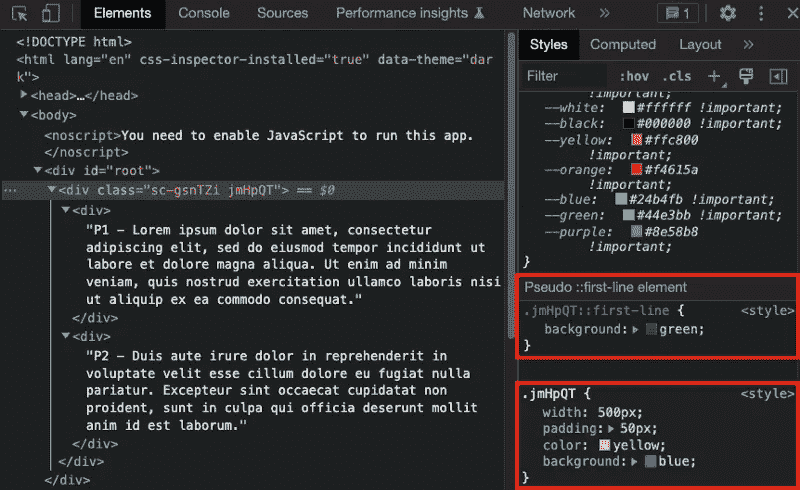 Elements Console Sources Performance insights Network » 1
<!DOCTYPE html>
<html lang="en" css-inspector-installed="true" data-theme="dar
k">
<head>…</head>
<body>
<noscript>You need to enable JavaScript to run this app.
</noscript>
<div id="root">
… <div class="sc-gsnTZi jmHpQT"> == $0
<div>
"P1 – Lorem ipsum dolor sit amet, consectetur
adipiscing elit, sed do eiusmod tempor incididunt ut
labore et dolore magna aliqua. Ut enim ad minim
veniam, quis nostrud exercitation ullamco laboris nisi
ut aliquip ex ea commodo consequat."
</div>
<div>
"P2 – Duis aute irure dolor in reprehenderit in
voluptate velit esse cillum dolore eu fugiat nulla
pariatur. Excepteur sint occaecat cupidatat non
proident, sunt in culpa qui officia deserunt mollit
anim id est laborum."
</div>
</div>
</div>
Styles Computed Layout »
Filter :hov .cls
!important;
--white: #ffffff !important;
--black: #000000 !important;
--yellow: #ffc800
!important;
--orange: #f4615a
!important;
--blue: #24b4fb !important;
--green: #44e3bb !important;
--purple: #8e58b8
!important;
}
Pseudo ::first-line element
.jmHpQT::first-line { <style>
background: green;
}
.jmHpQT { <style>
width: 500px;
padding: 50px;
color: yellow;
background: blue;
}